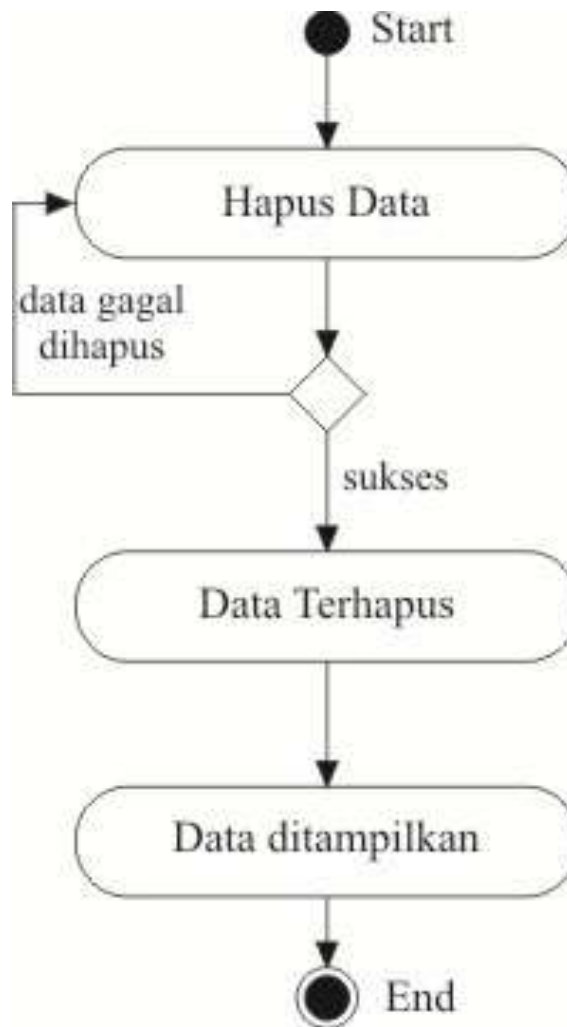 Start
Hapus Data
data gagal
dihapus
sukses
Data Terhapus
Data ditampilkan
End